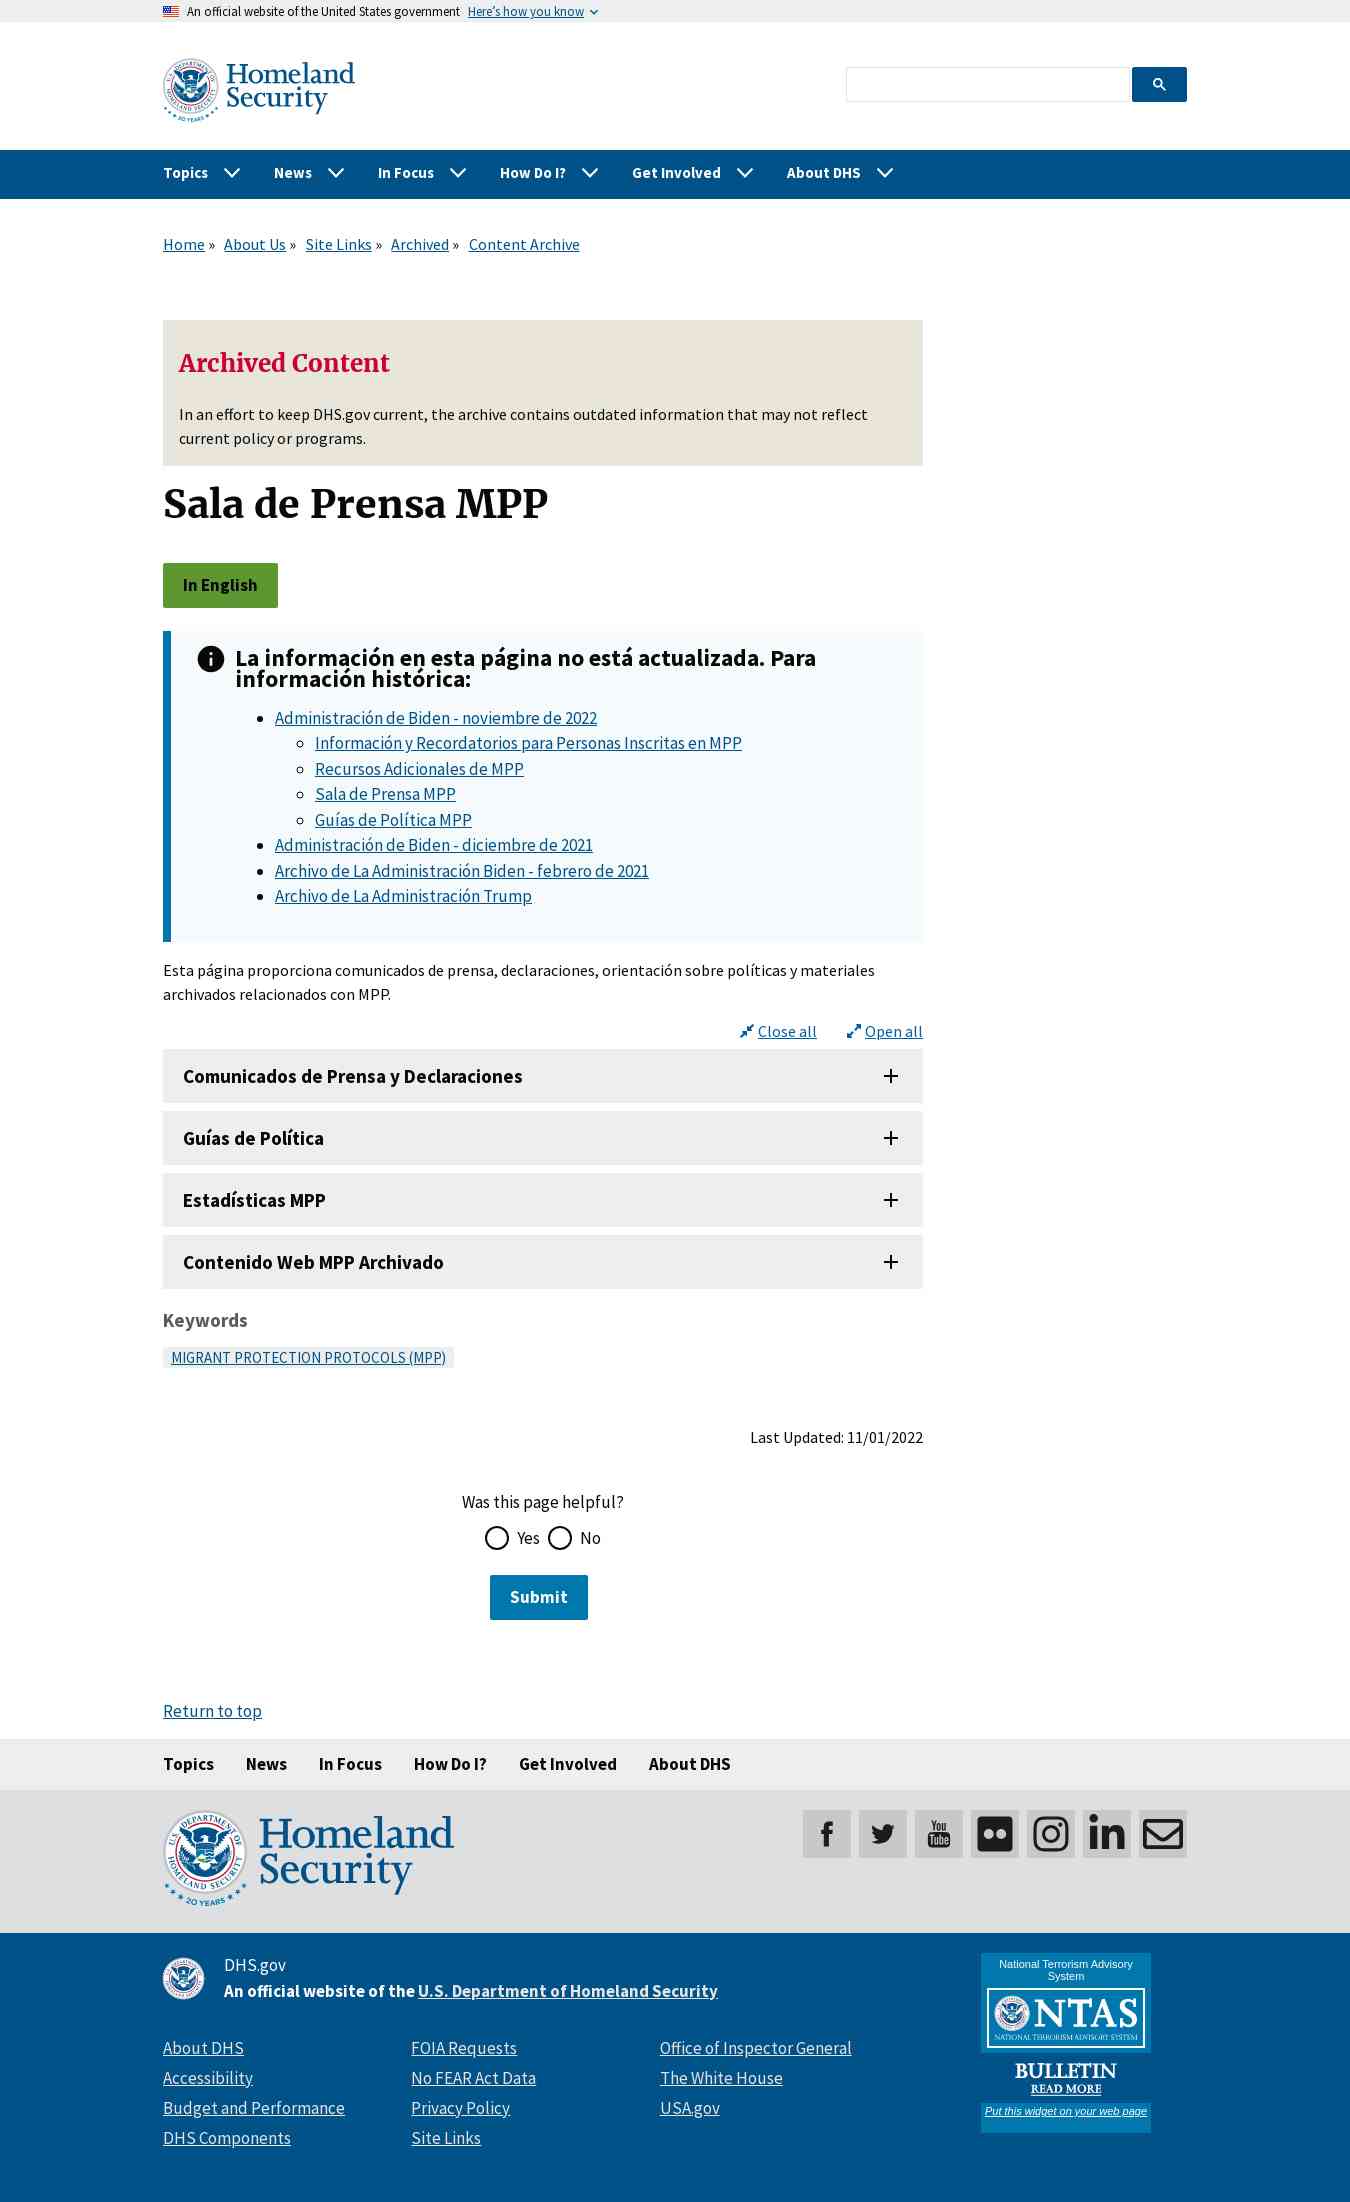 An official website of the United States government Here's how you know
Homeland
Security
Topics News In Focus How Do I? Get Involved About DHS
Home » About Us » Site Links » Archived » Content Archive
Archived Content
In an effort to keep DHS.gov current, the archive contains outdated information that may not reflect
current policy or programs.
Sala de Prensa MPP
In English
La información en esta página no está actualizada. Para
información histórica:
Administración de Biden - noviembre de 2022
Información y Recordatorios para Personas Inscritas en MPP
Recursos Adicionales de MPP
Sala de Prensa MPP
Guías de Política MPP
Administración de Biden - diciembre de 2021
Archivo de La Administración Biden - febrero de 2021
Archivo de La Administración Trump
Esta página proporciona comunicados de prensa, declaraciones, orientación sobre políticas y materiales
archivados relacionados con MPP.
Close all Open all
Comunicados de Prensa y Declaraciones
Guías de Política
Estadísticas MPP
Contenido Web MPP Archivado
Keywords
MIGRANT PROTECTION PROTOCOLS (MPP)
Last Updated: 11/01/2022
Was this page helpful?
Yes No
Submit
Return to top
Topics News In Focus How Do I? Get Involved About DHS
U.S. DEPARTMENT OF HOMELAND SECURITY
20 YEARS
Homeland
Security
You Tube
DHS.gov
An official website of the U.S. Department of Homeland Security
About DHS FOIA Requests Office of Inspector General
Accessibility No FEAR Act Data The White House
Budget and Performance Privacy Policy USA.gov
DHS Components Site Links
National Terrorism Advisory
System
NTAS
NATIONAL TERRORISM ADVISORY SYSTEM
BULLETIN
READ MORE
Put this widget on your web page